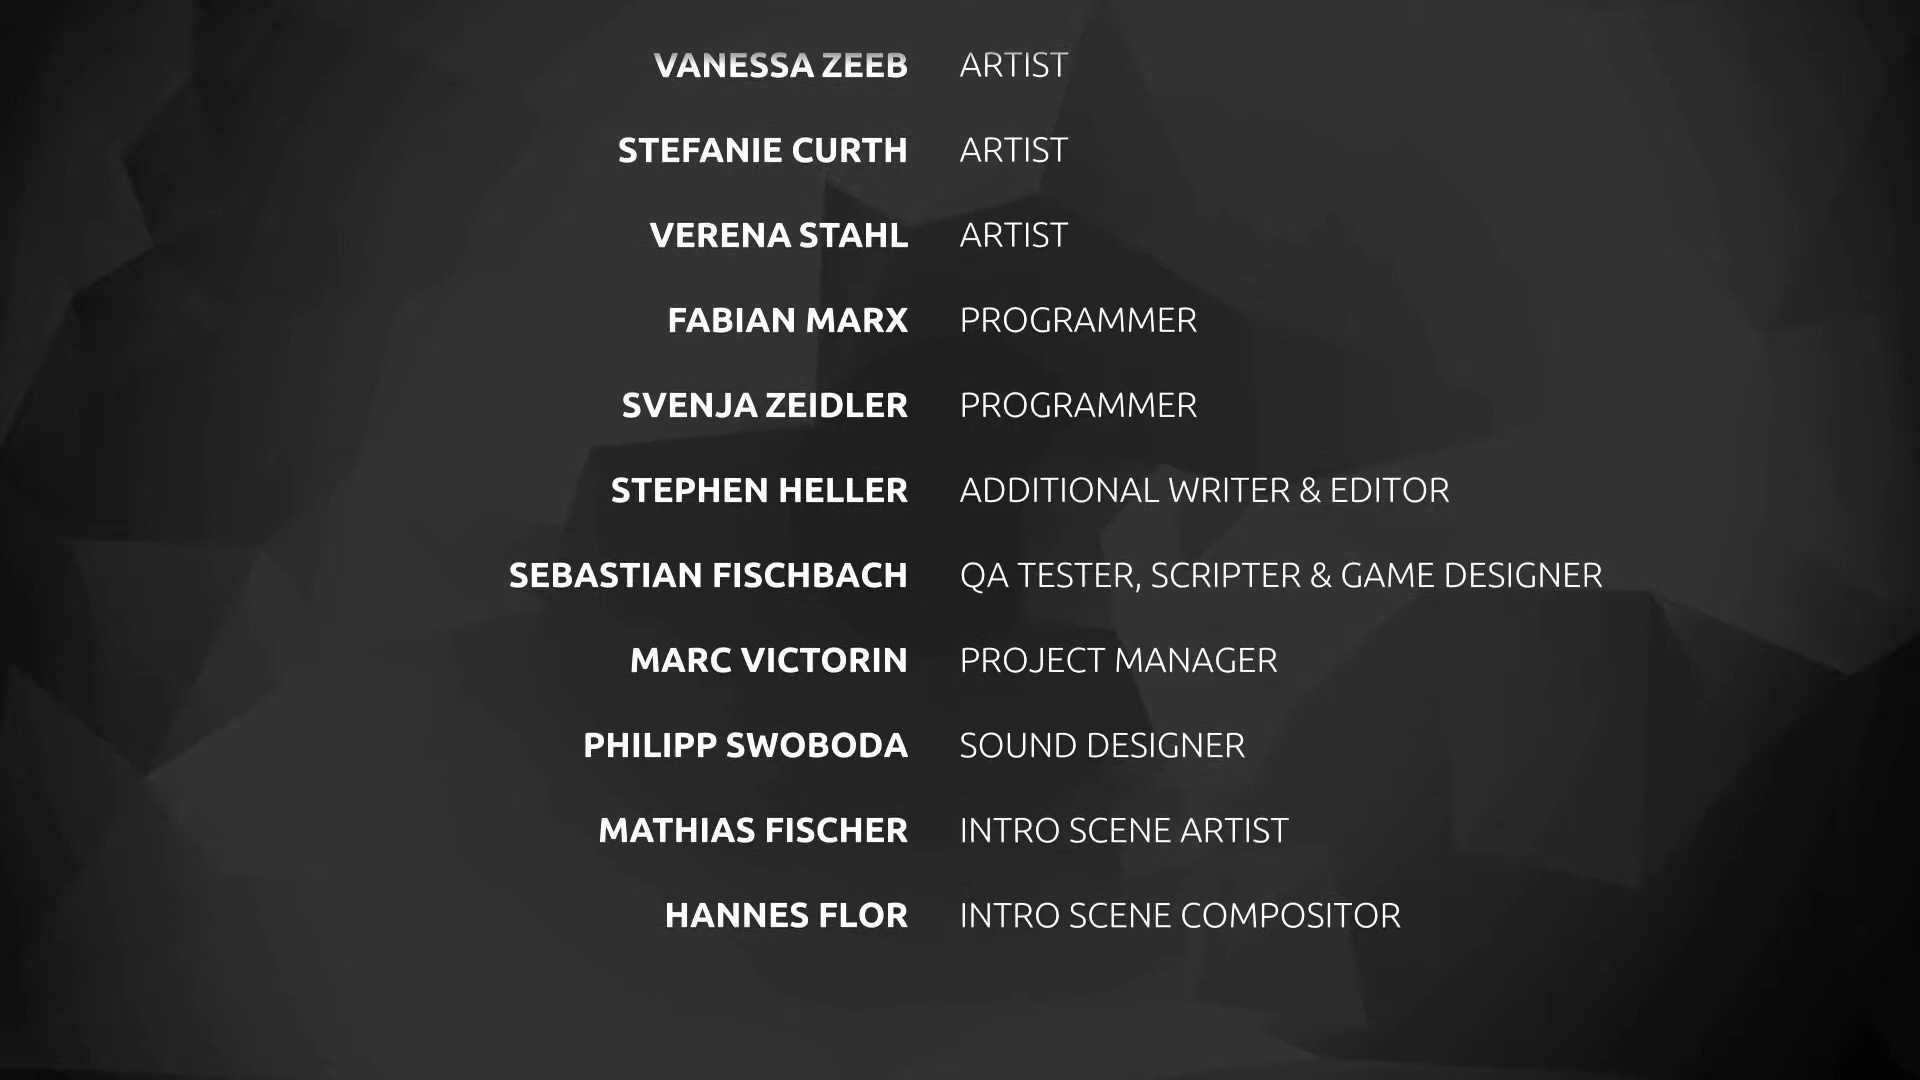 VANESSA ZEEB ARTIST
STEFANIE CURTH ARTIST
VERENA STAHL ARTIST
FABIAN MARX PROGRAMMER
SVENJA ZEIDLER PROGRAMMER
STEPHEN HELLER ADDITIONAL WRITER & EDITOR
SEBASTIAN FISCHBACH QA TESTER, SCRIPTER & GAME DESIGNER
MARC VICTORIN PROJECT MANAGER
PHILIPP SWOBODA SOUND DESIGNER
MATHIAS FISCHER INTRO SCENE ARTIST
HANNES FLOR INTRO SCENE COMPOSITOR